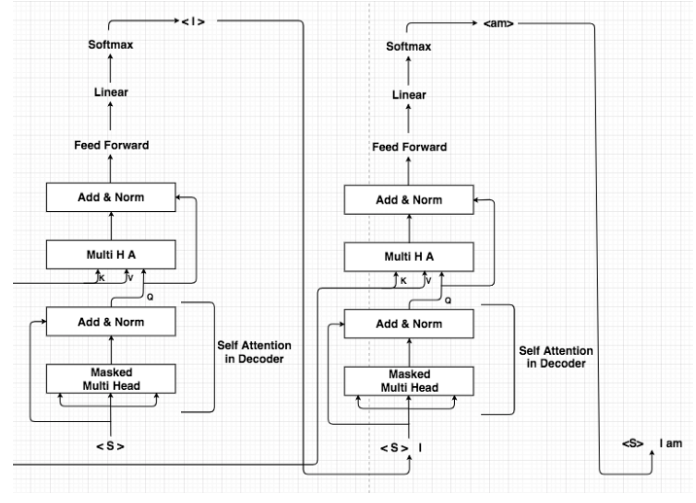 < I >
Softmax
Linear
Feed Forward
Add & Norm
Multi H A
K
V
Q
Add & Norm
Self Attention
in Decoder
Masked
Multi Head
< S >
<am>
Softmax
Linear
Feed Forward
Add & Norm
Multi H A
K
V
Q
Add & Norm
Self Attention
in Decoder
Masked
Multi Head
< S > I
<S> I am